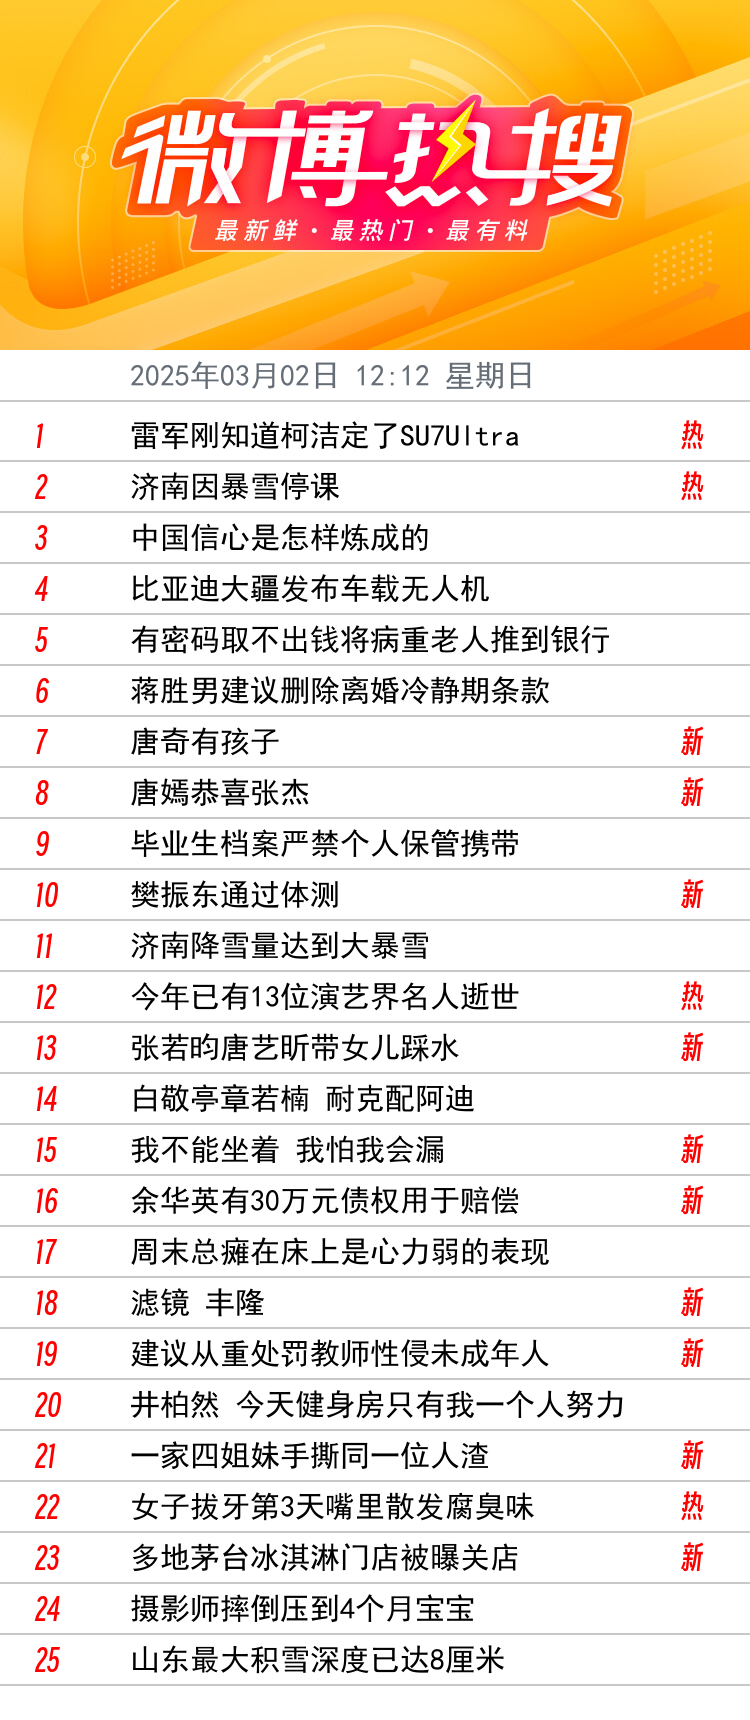 微博热搜
最新鲜·最热门·最有料
2025年03月02日 12:12 星期日
1 雷军刚知道柯洁定了SU7Ultra 热
2 济南因暴雪停课 热
3 中国信心是怎样炼成的
4 比亚迪大疆发布车载无人机
5 有密码取不出钱将病重老人推到银行
6 蒋胜男建议删除离婚冷静期条款
7 唐奇有孩子 新
8 唐嫣恭喜张杰 新
9 毕业生档案严禁个人保管携带
10 樊振东通过体测 新
11 济南降雪量达到大暴雪
12 今年已有13位演艺界名人逝世 热
13 张若昀唐艺昕带女儿踩水 新
14 白敬亭章若楠 耐克配阿迪
15 我不能坐着 我怕我会漏 新
16 余华英有30万元债权用于赔偿 新
17 周末总瘫在床上是心力弱的表现
18 滤镜 丰隆 新
19 建议从重处罚教师性侵未成年人 新
20 井柏然 今天健身房只有我一个人努力
21 一家四姐妹手撕同一位人渣 新
22 女子拔牙第3天嘴里散发腐臭味 热
23 多地茅台冰淇淋门店被曝关店 新
24 摄影师摔倒压到4个月宝宝
25 山东最大积雪深度已达8厘米